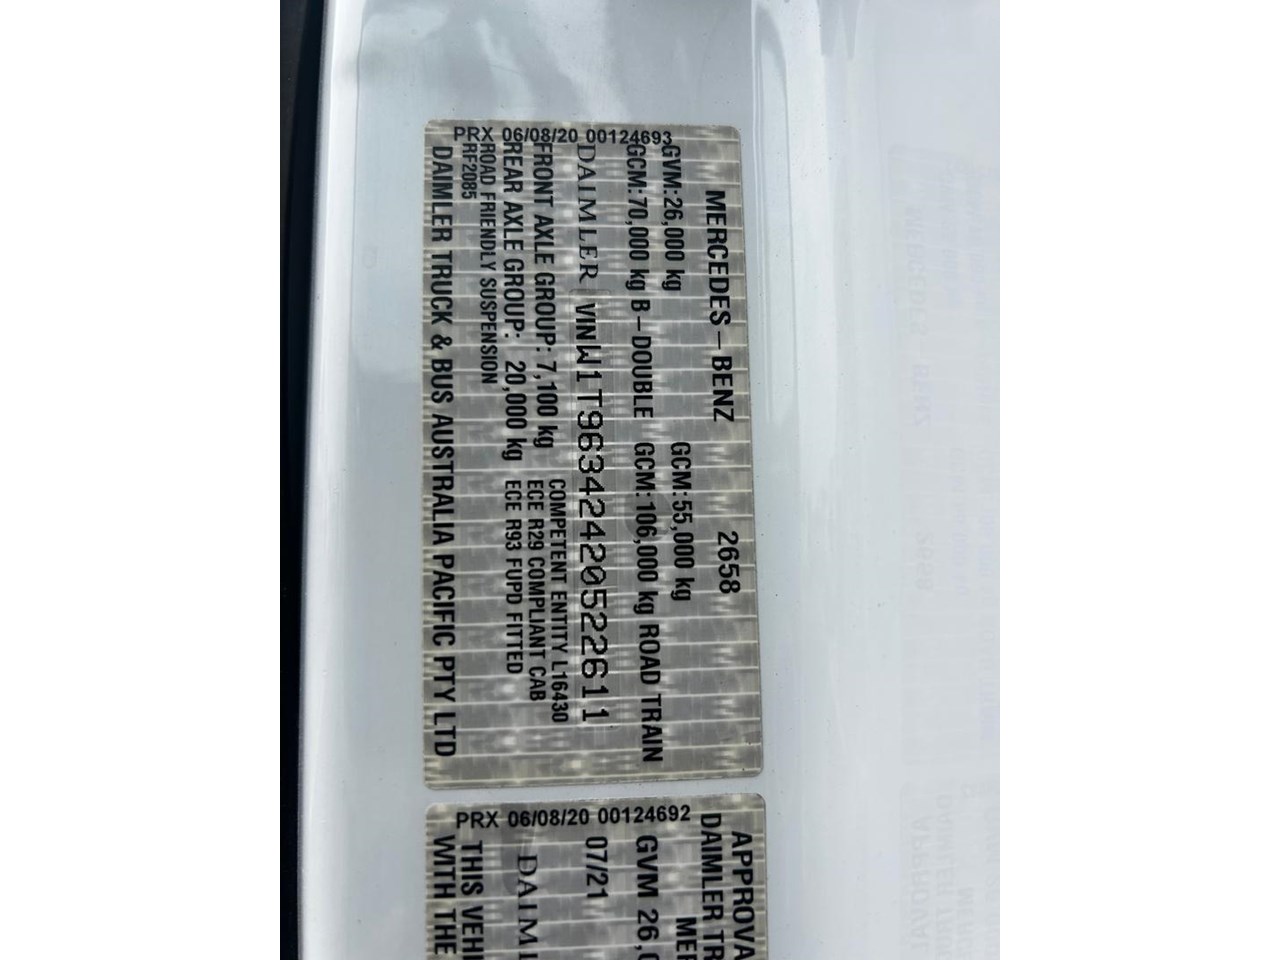 PRX 06/08/20 00124693
MERCEDES-BENZ 2658
GVM:26,000 kg GCM:55,000 kg
GCM:70,000 kg B-DOUBLE GCM:106,000 kg ROAD TRAIN
DAIMLER VIN W1T96342420522611
FRONT AXLE GROUP: 7,100 kg COMPETENT ENTITY L16430
REAR AXLE GROUP: 20,000 kg ECE R29 COMPLIANT CAB
ROAD FRIENDLY SUSPENSION ECE R93 FUPD FITTED
RF2085
DAIMLER TRUCK & BUS AUSTRALIA PACIFIC PTY LTD
PRX 06/08/20 00124692
APPROVA
DAIMLER TR
MER
GVM 26,0
07/21
DAIML
THIS VEHI
WITH THE